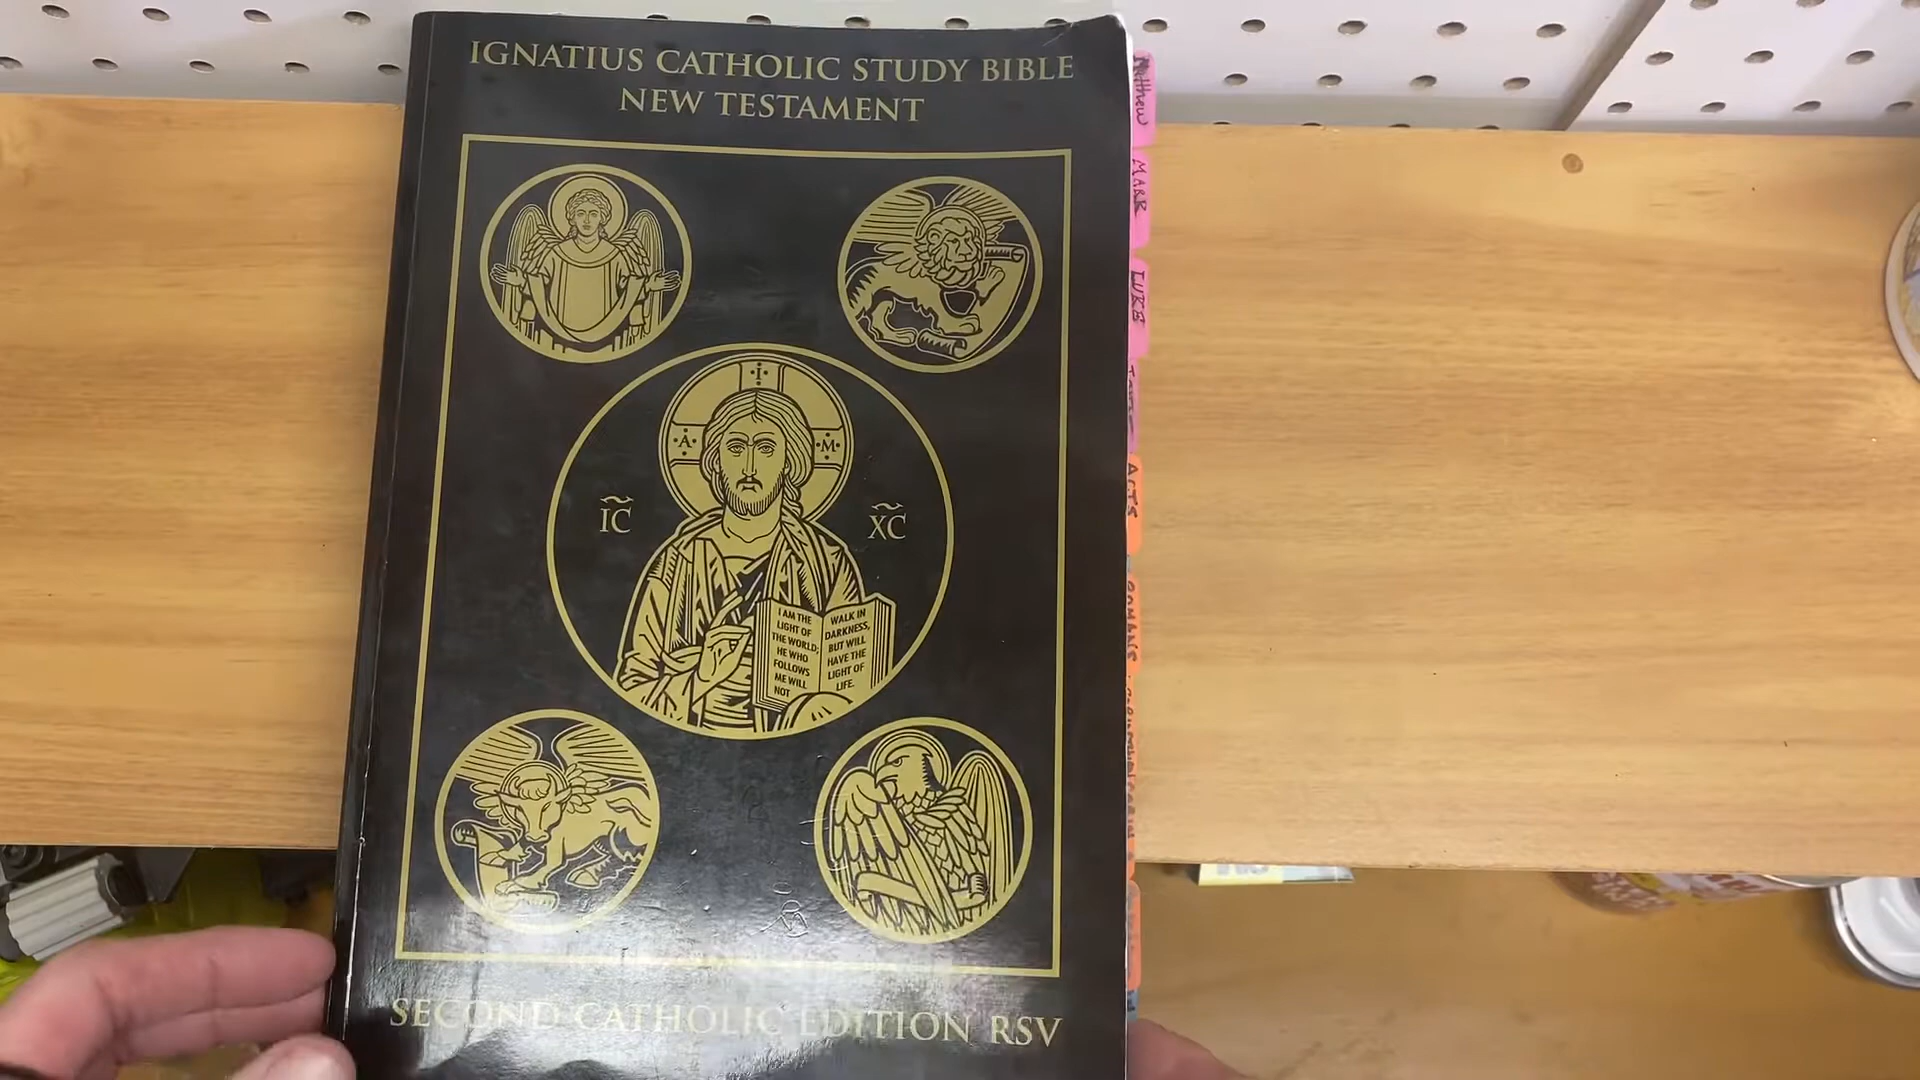 IGNATIUS CATHOLIC STUDY BIBLE
NEW TESTAMENT
Matthew
MARK
LUKE
ACTS
ROMANS
·I·
·A·
·M·
IC
XC
I AM THE
LIGHT OF
THE WORLD;
HE WHO
FOLLOWS
ME WILL
NOT
WALK IN
DARKNESS,
BUT WILL
HAVE THE
LIGHT OF
LIFE.
SECOND CATHOLIC EDITION RSV